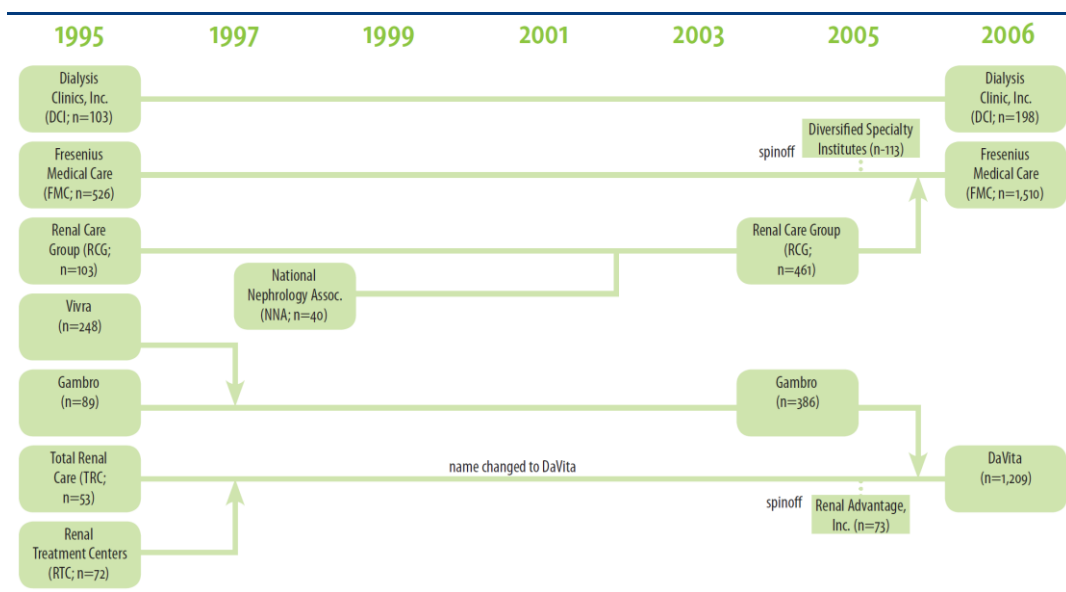 1995 1997 1999 2001 2003 2005 2006
Dialysis
Clinics, Inc.
(DCI; n=103)
Dialysis
Clinic, Inc.
(DCI; n=198)
spinoff
Diversified Specialty
Institutes (n-113)
Fresenius
Medical Care
(FMC; n=526)
Fresenius
Medical Care
(FMC; n=1,510)
Renal Care
Group (RCG;
n=103)
Renal Care Group
(RCG;
n=461)
National
Nephrology Assoc.
(NNA; n=40)
Vivra
(n=248)
Gambro
(n=89)
Gambro
(n=386)
Total Renal
Care (TRC;
n=53)
name changed to DaVita
DaVita
(n=1,209)
spinoff
Renal Advantage,
Inc. (n=73)
Renal
Treatment Centers
(RTC; n=72)